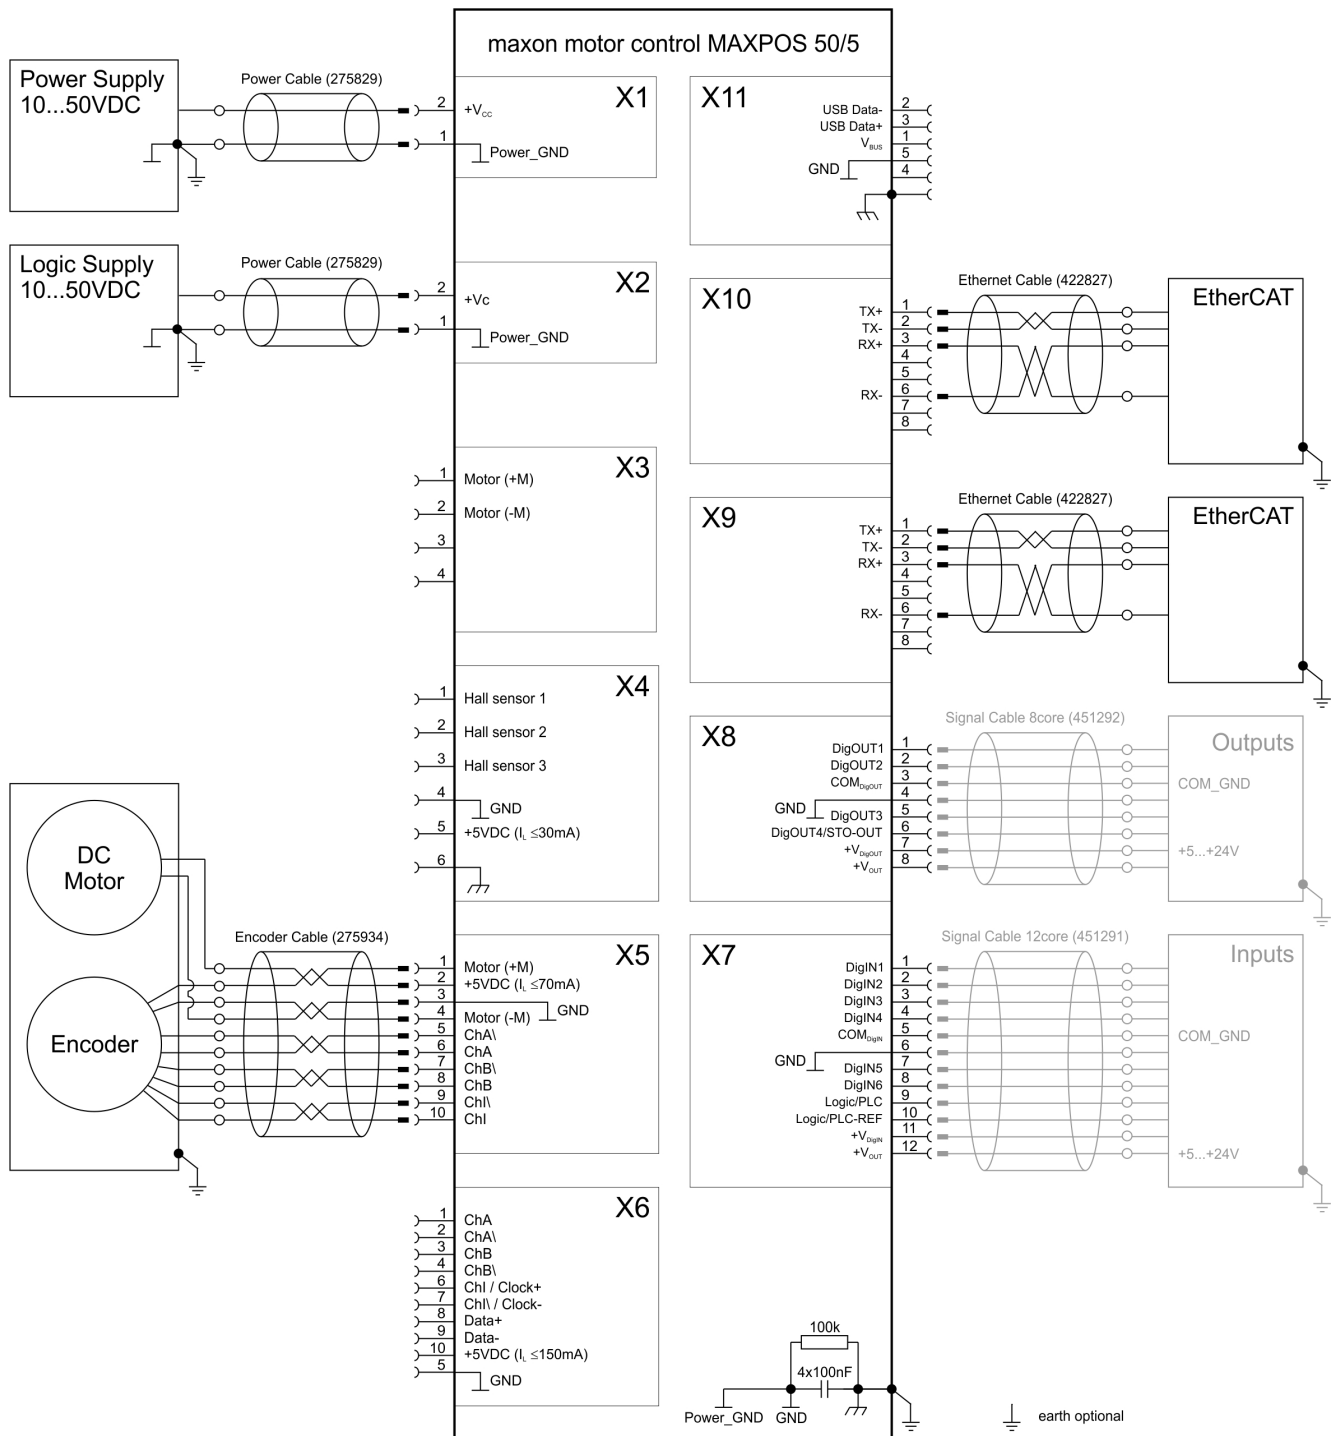 maxon motor control MAXPOS 50/5
Power Supply
10...50VDC
Power Cable (275829)
X1
2 +Vcc
1 Power_GND
Logic Supply
10...50VDC
Power Cable (275829)
X2
2 +Vc
1 Power_GND
X3
1 Motor (+M)
2 Motor (-M)
3
4
X4
1 Hall sensor 1
2 Hall sensor 2
3 Hall sensor 3
4 GND
5 +5VDC (IL ≤30mA)
6
DC
Motor
Encoder
Encoder Cable (275934)
X5
1 Motor (+M)
2 +5VDC (IL ≤70mA)
3 GND
4 Motor (-M)
5 ChA\
6 ChA
7 ChB\
8 ChB
9 ChI\
10 ChI
X6
1 ChA
2 ChA\
3 ChB
4 ChB\
6 ChI / Clock+
7 ChI\ / Clock-
8 Data+
9 Data-
10 +5VDC (IL ≤150mA)
5 GND
X11
USB Data- 2
USB Data+ 3
VBUS 1
GND 5
4
X10
Ethernet Cable (422827)
EtherCAT
TX+ 1
TX- 2
RX+ 3
4
5
RX- 6
7
8
X9
Ethernet Cable (422827)
EtherCAT
TX+ 1
TX- 2
RX+ 3
4
5
RX- 6
7
8
X8
Signal Cable 8core (451292)
Outputs
DigOUT1 1
DigOUT2 2
COMDigOUT 3 COM_GND
GND 4
DigOUT3 5
DigOUT4/STO-OUT 6
+VDigOUT 7 +5...+24V
+VOUT 8
X7
Signal Cable 12core (451291)
Inputs
DigIN1 1
DigIN2 2
DigIN3 3
DigIN4 4
COMDigIN 5 COM_GND
GND 6
DigIN5 7
DigIN6 8
Logic/PLC 9
Logic/PLC-REF 10
+VDigIN 11
+VOUT 12 +5...+24V
100k
4x100nF
Power_GND GND
earth optional